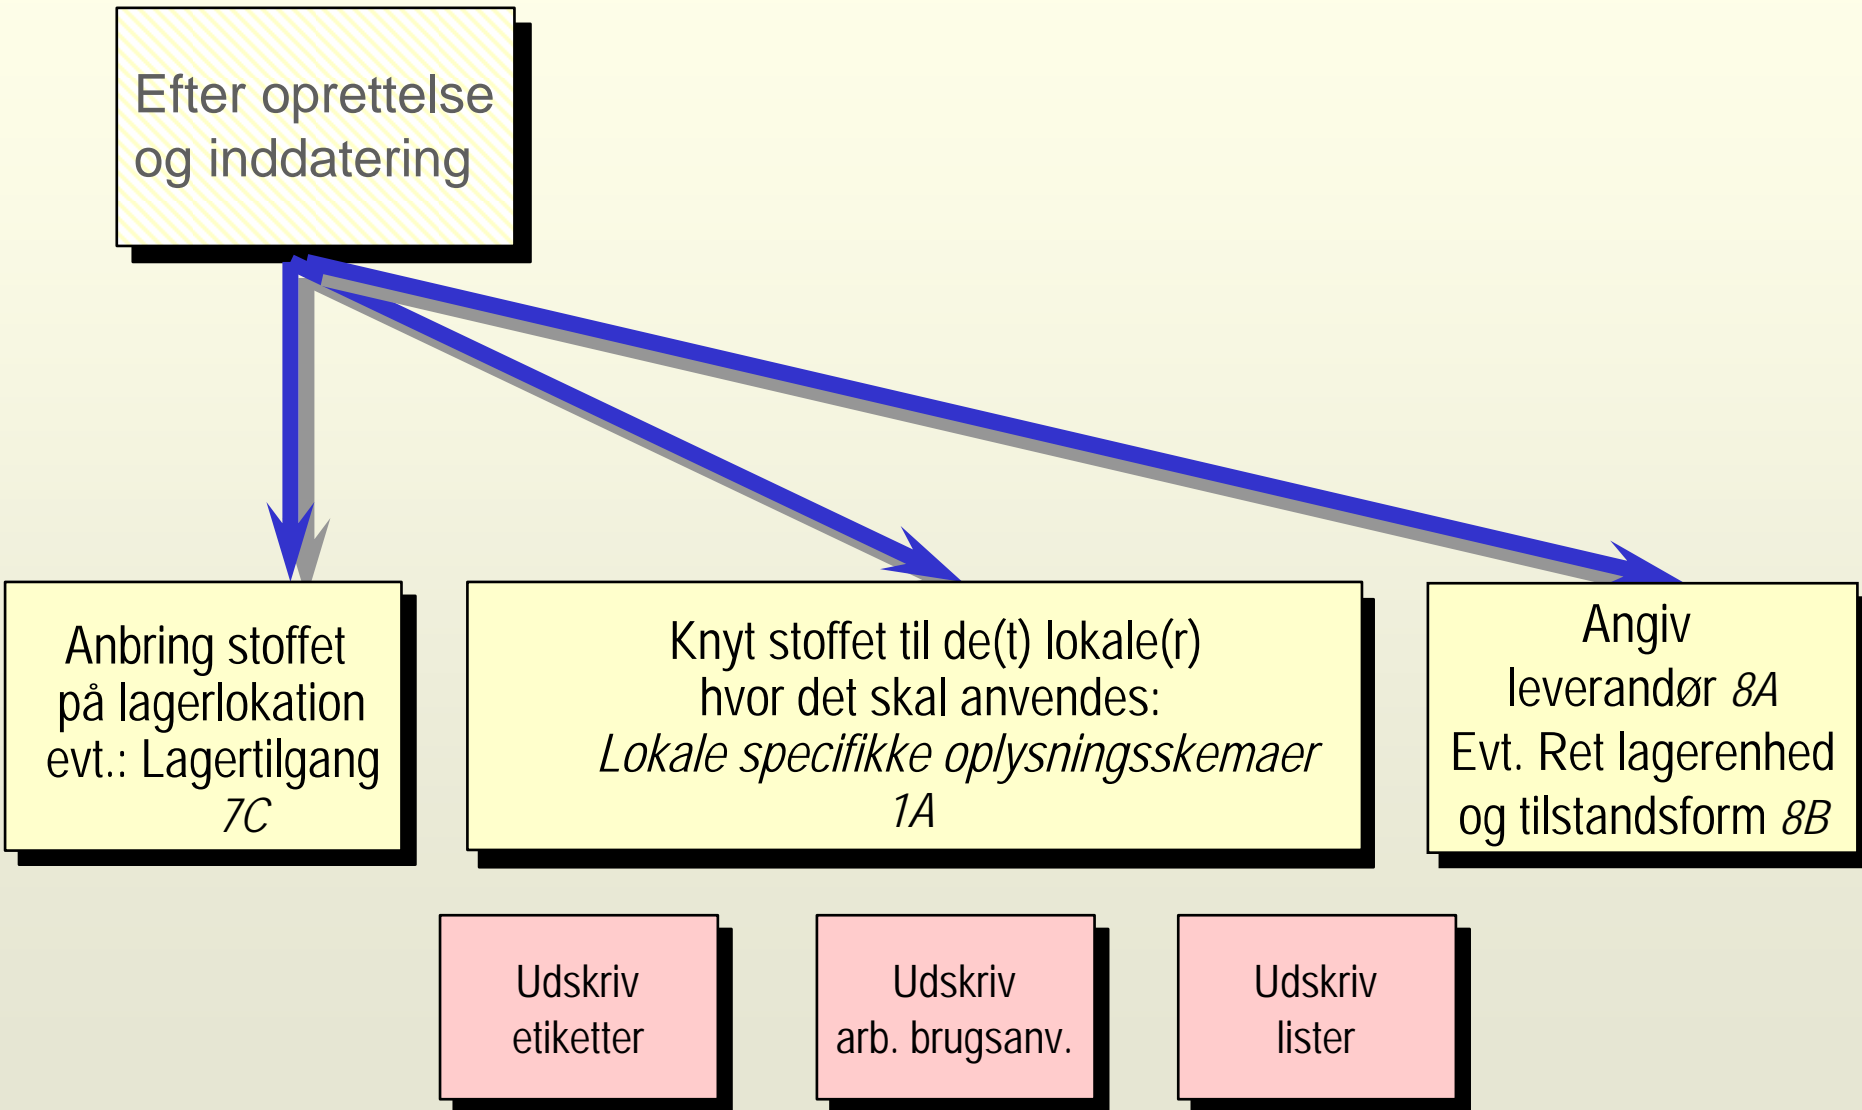 Efter oprettelse
og inddatering
Anbring stoffet
på lagerlokation
evt.: Lagertilgang
7C
Knyt stoffet til de(t) lokale(r)
hvor det skal anvendes:
Lokale specifikke oplysningsskemaer
1A
Angiv
leverandør 8A
Evt. Ret lagerenhed
og tilstandsform 8B
Udskriv
etiketter
Udskriv
arb. brugsanv.
Udskriv
lister